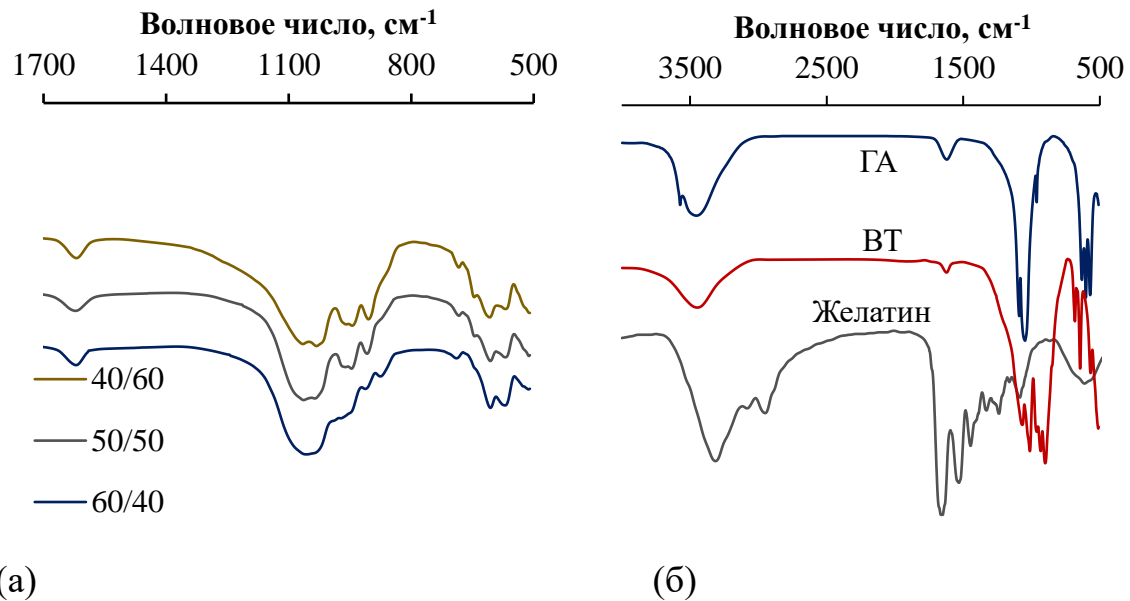 Волновое число, см-1
1700 1400 1100 800 500
40/60
50/50
60/40
(а)
Волновое число, см-1
3500 2500 1500 500
ГА
ВТ
Желатин
(б)